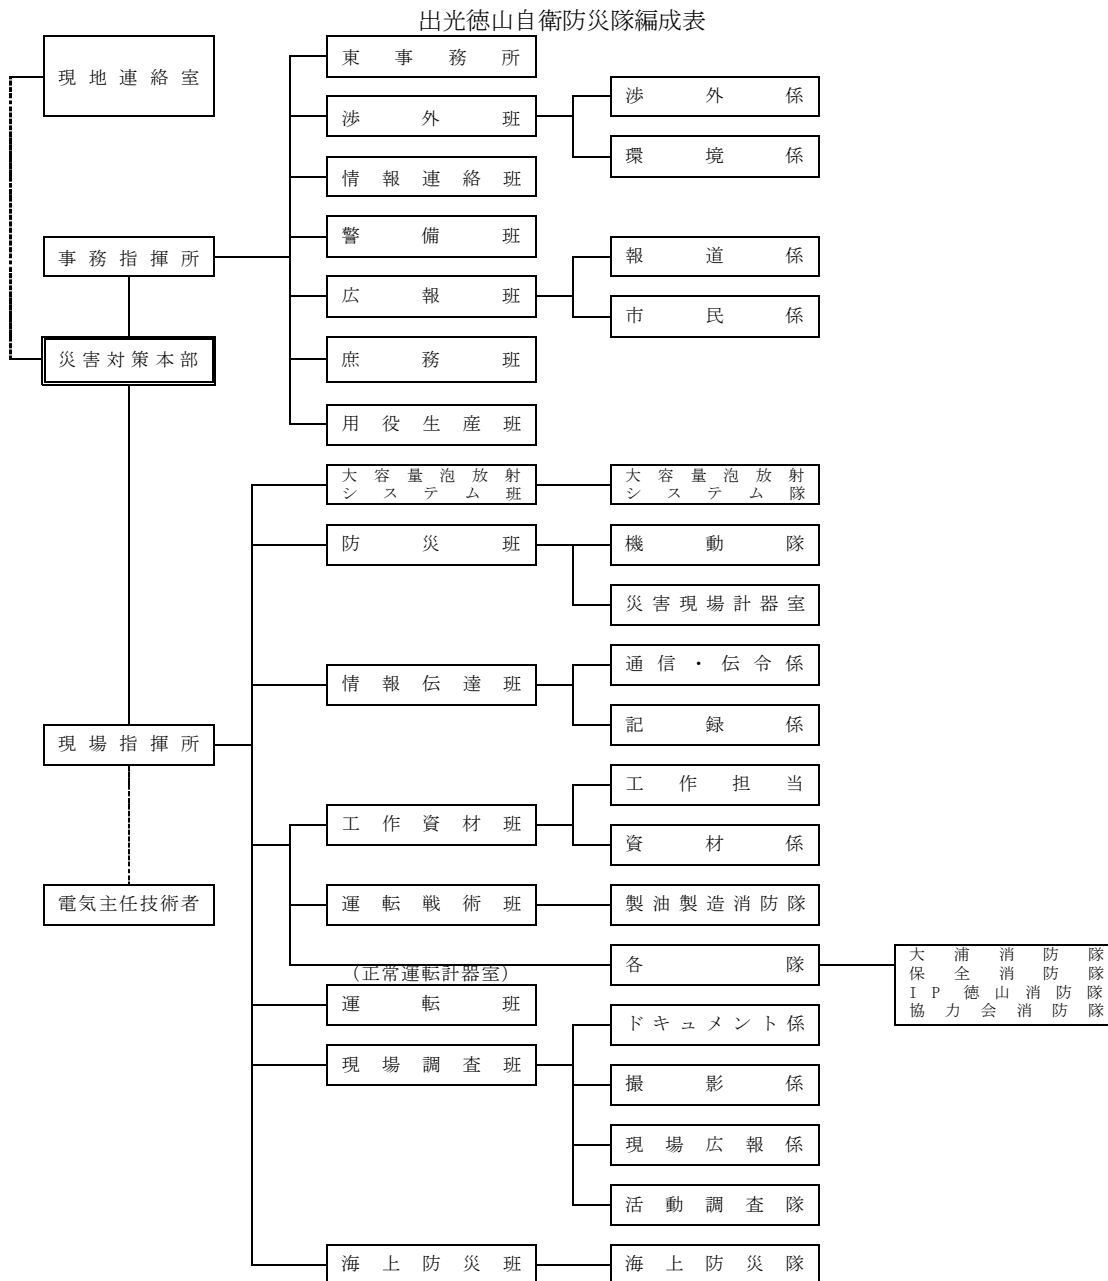 出光徳山自衛防災隊編成表
現地連絡室
事務指揮所
災害対策本部
現場指揮所
電気主任技術者
東事務所
渉外班
渉外係
環境係
情報連絡班
警備班
広報班
報道係
市民係
庶務班
用役生産班
大容量泡放射
システム班
大容量泡放射
システム隊
防災班
機動隊
災害現場計器室
情報伝達班
通信・伝令係
記録係
工作資材班
工作担当
資材係
運転戦術班
製油製造消防隊
各隊
大浦消防隊
保全消防隊
IP徳山消防隊
協力会消防隊
（正常運転計器室）
運転班
現場調査班
ドキュメント係
撮影係
現場広報係
活動調査隊
海上防災班
海上防災隊